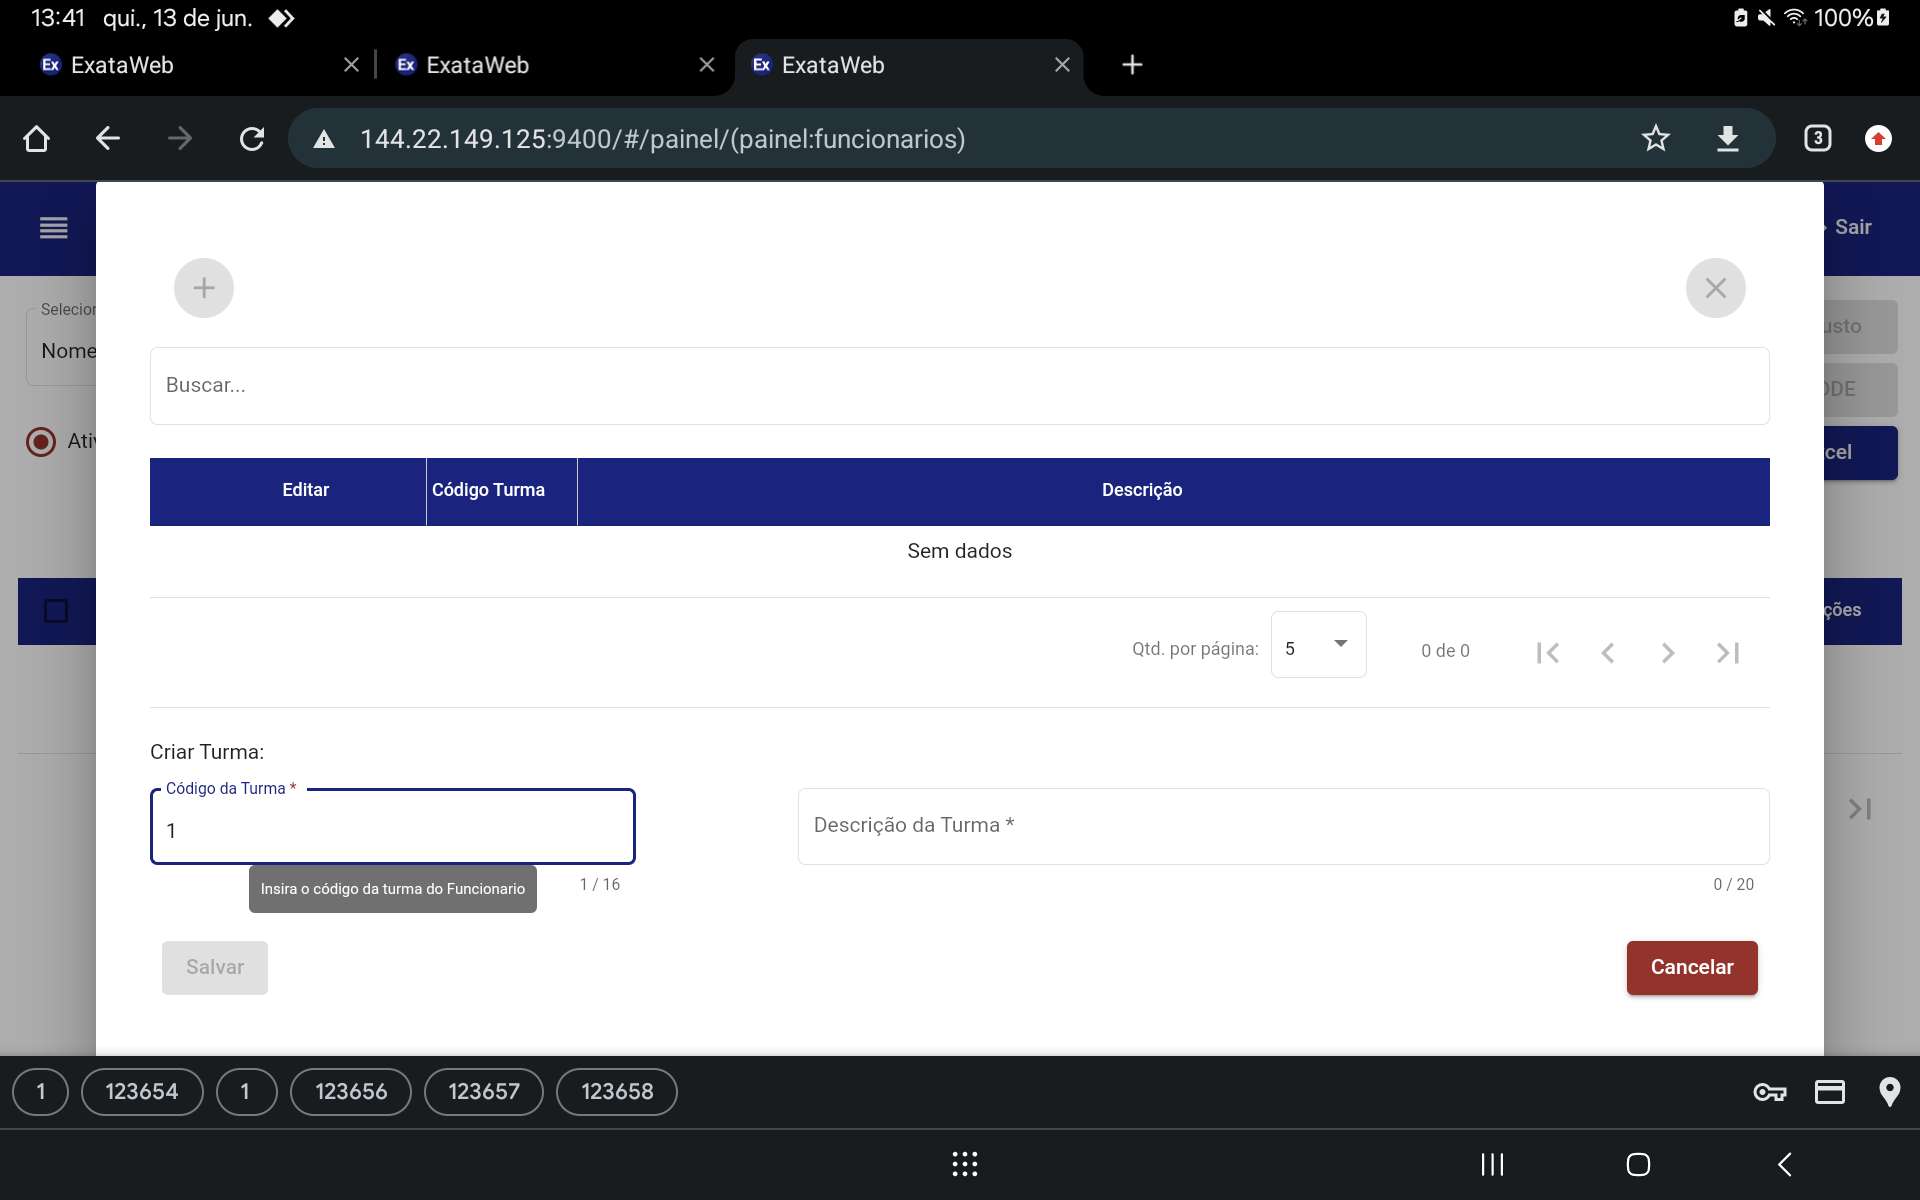 13:41 qui., 13 de jun. 100%
Ex ExataWeb Ex ExataWeb Ex ExataWeb
144.22.149.125:9400/#/painel/(painel:funcionarios) 3
Sair
Selecion
Nome
usto
ODE
Ativ
cel
Buscar...
Editar Código Turma Descrição
Sem dados
ções
Qtd. por página: 5 0 de 0
Criar Turma:
Código da Turma *
1
Descrição da Turma *
Insira o código da turma do Funcionario
1 / 16
0 / 20
Salvar Cancelar
1 123654 1 123656 123657 123658